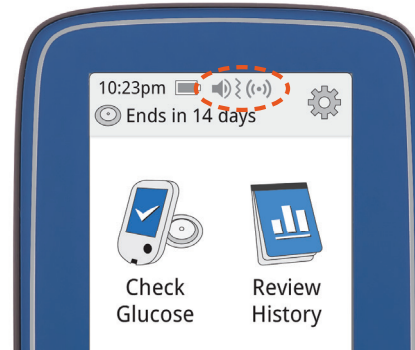 10:23pm
Ends in 14 days
Check
Glucose
Review
History